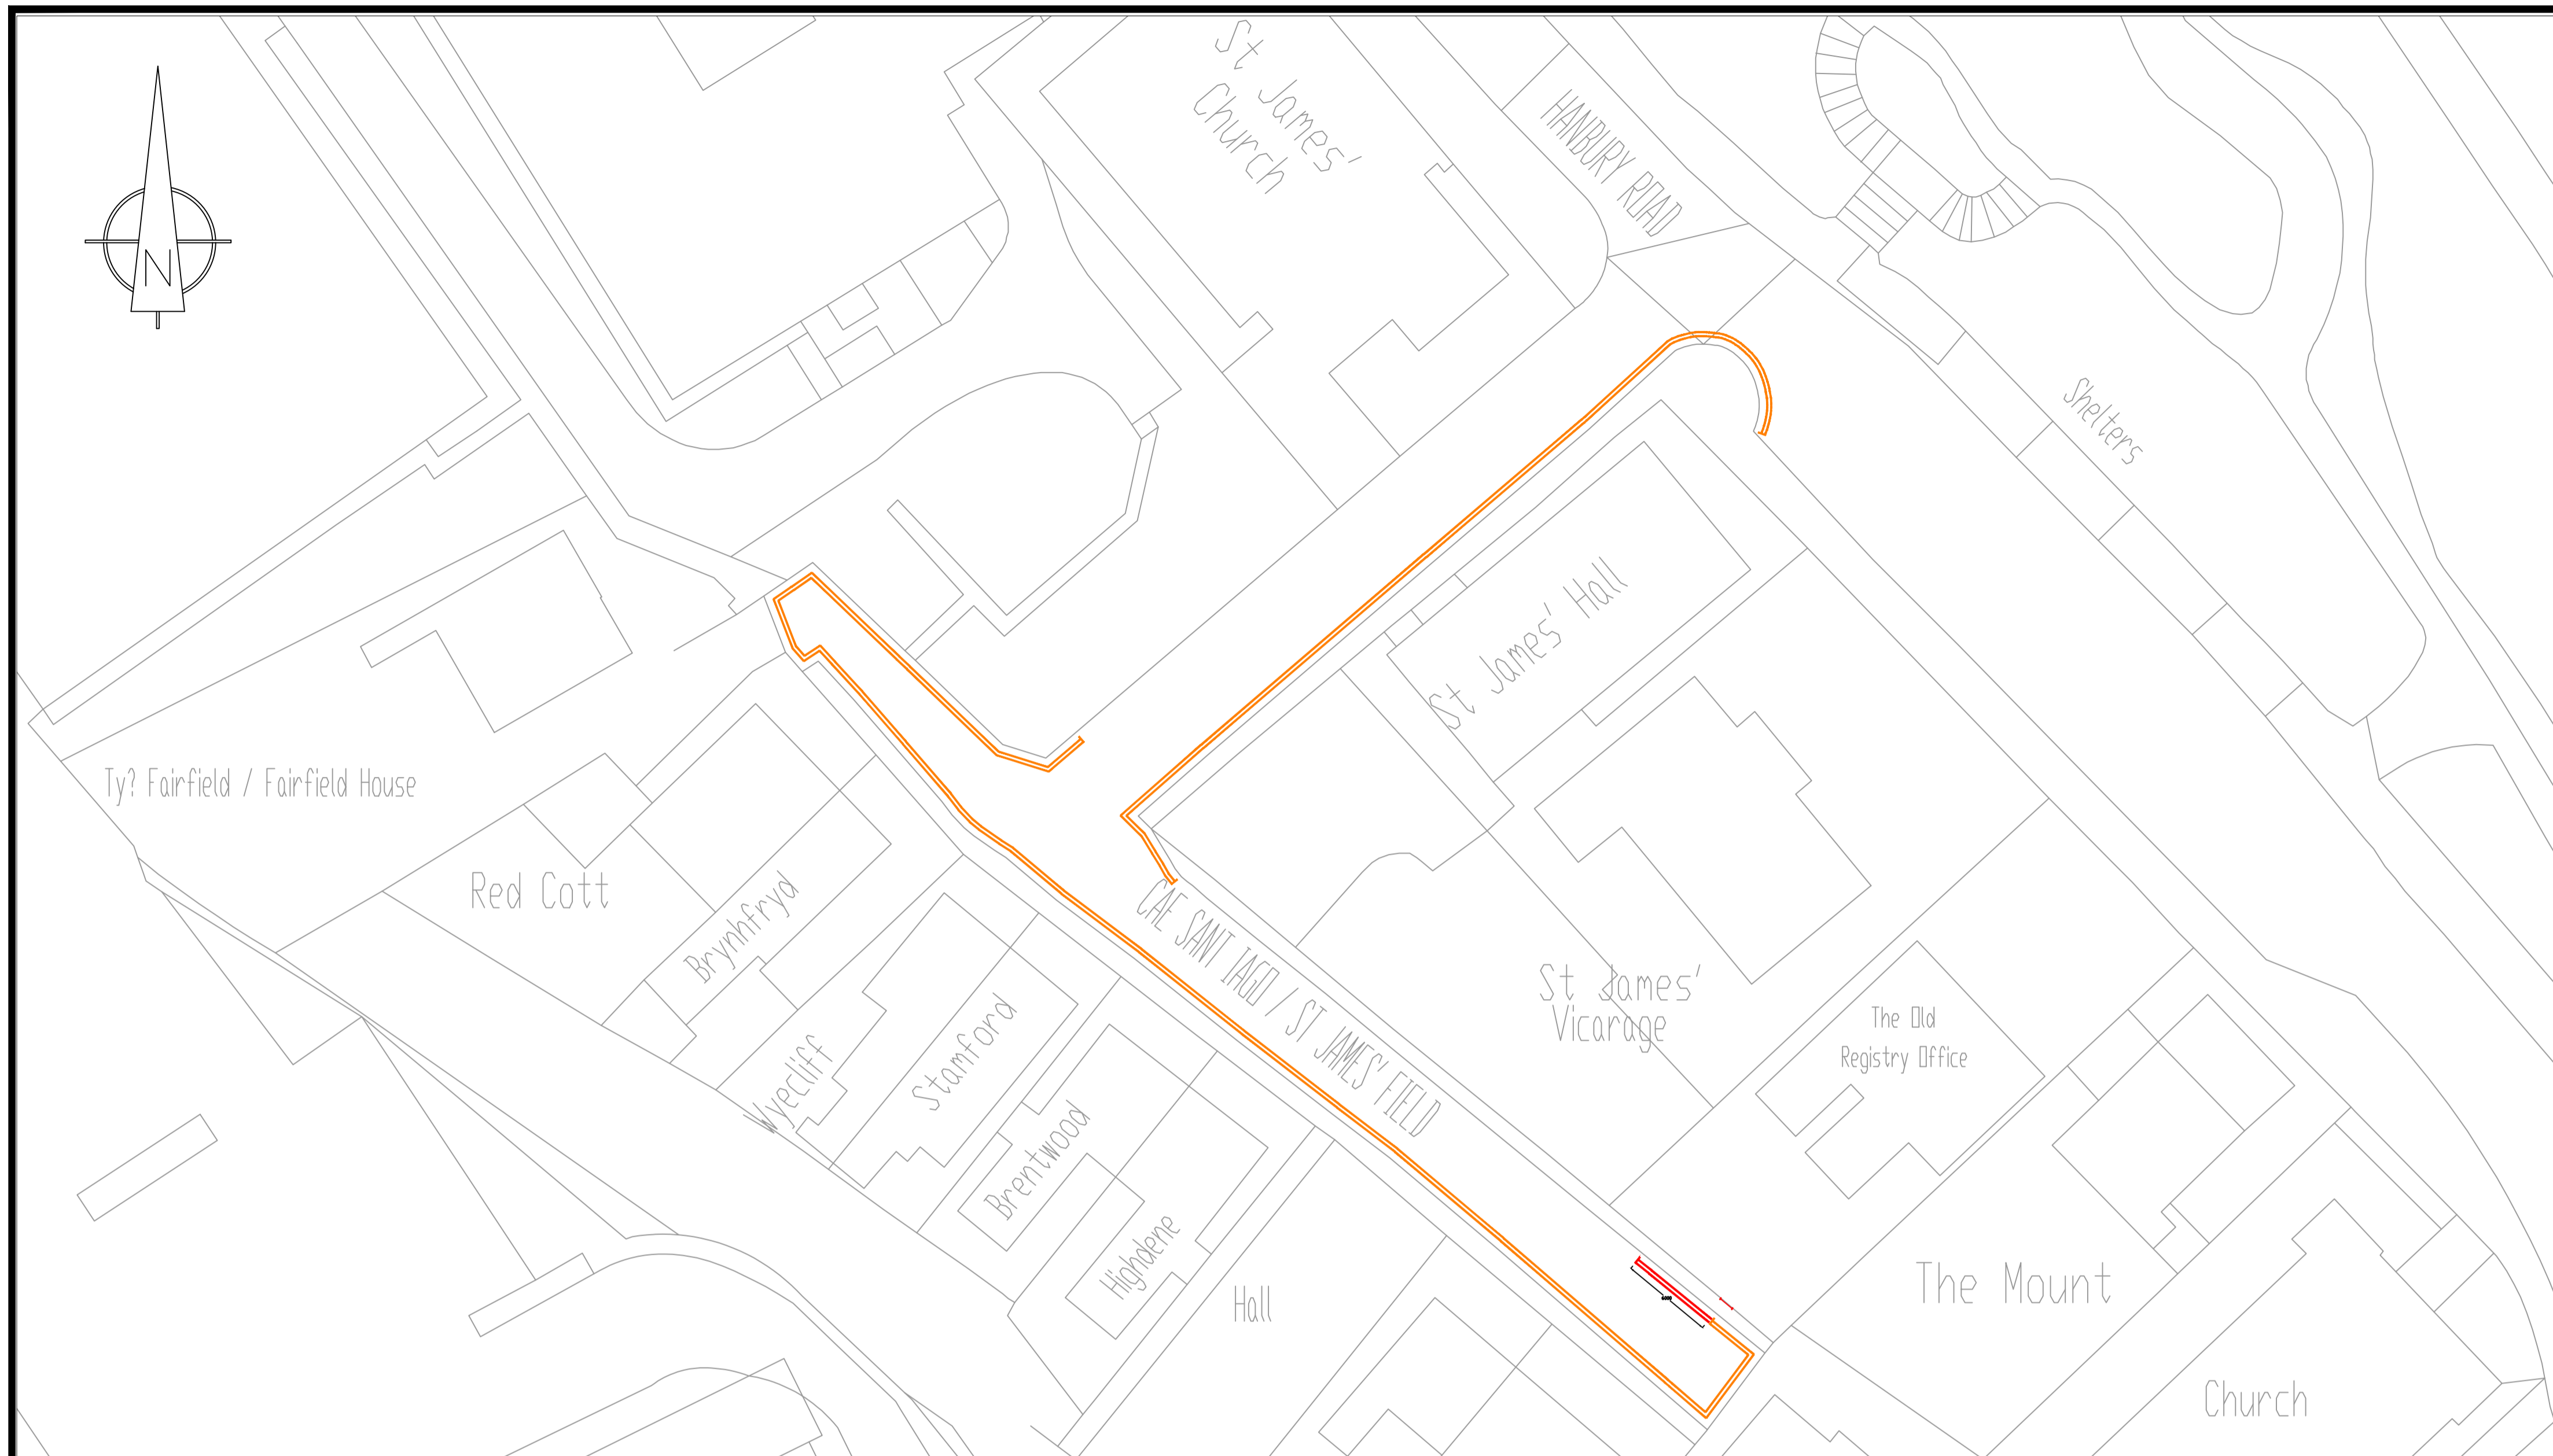 St James'
Church
HANBURY ROAD
N
Shelters
St James' Hall
Ty? Fairfield / Fairfield House
Red Cott
Brynhfryd
CAE SANT IAGO / ST JAMES' FIELD
St James'
Vicarage
The Old
Registry Office
Wyecliff
Stamford
Brentwood
Highdene
Hall
The Mount
Church